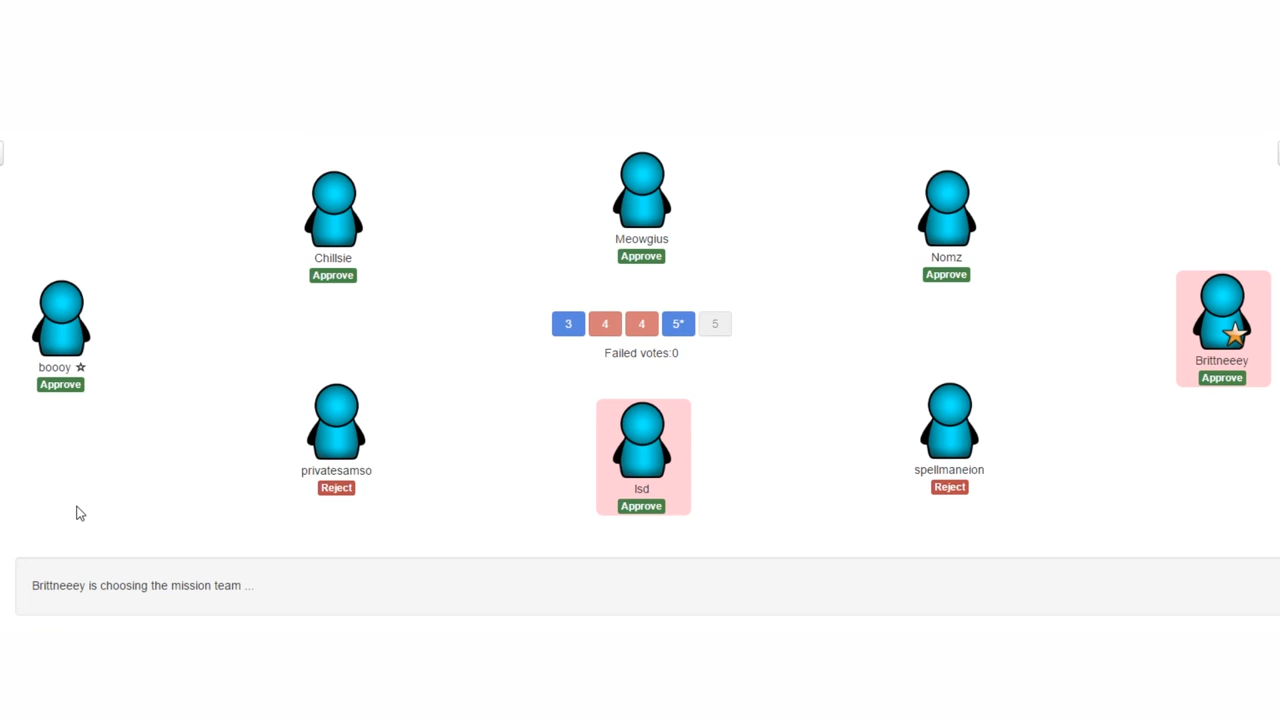 Meowgius
Approve
Chillsie
Approve
Nomz
Approve
boooy ☆
Approve
3 4 4 5* 5
Failed votes:0
Brittneeey
Approve
privatesamso
Reject
lsd
Approve
spellmaneion
Reject
Brittneeey is choosing the mission team ...